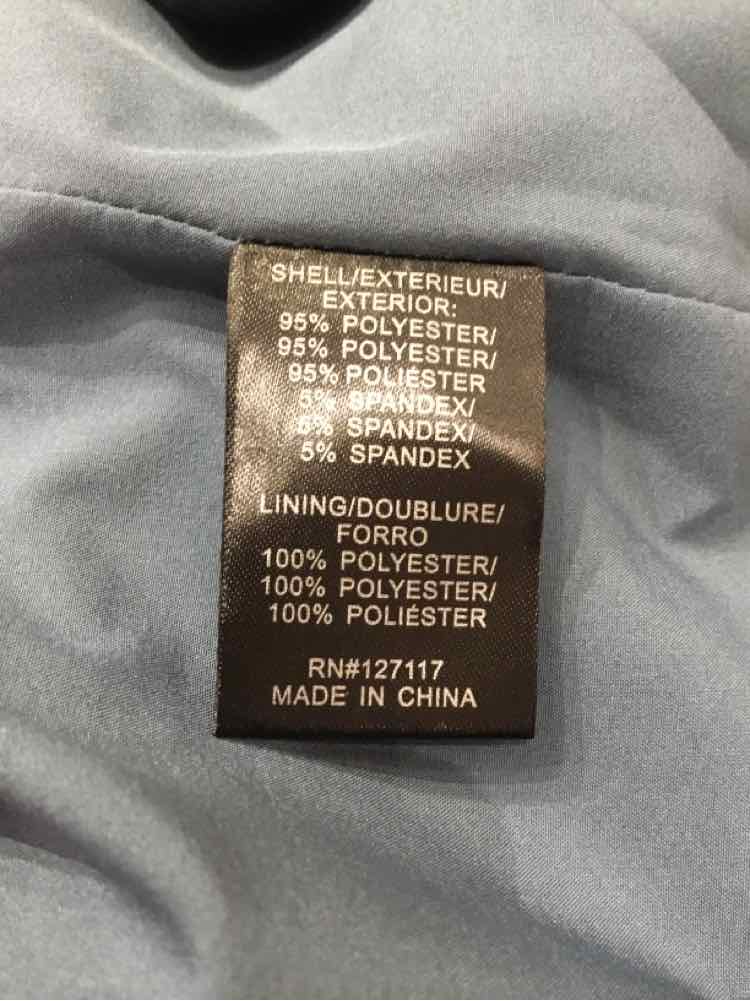 SHELL/EXTERIEUR/
EXTERIOR:
95% POLYESTER/
95% POLYESTER/
95% POLIÉSTER
5% SPANDEX/
5% SPANDEX/
5% SPANDEX
LINING/DOUBLURE/
FORRO
100% POLYESTER/
100% POLYESTER/
100% POLIÉSTER
RN#127117
MADE IN CHINA